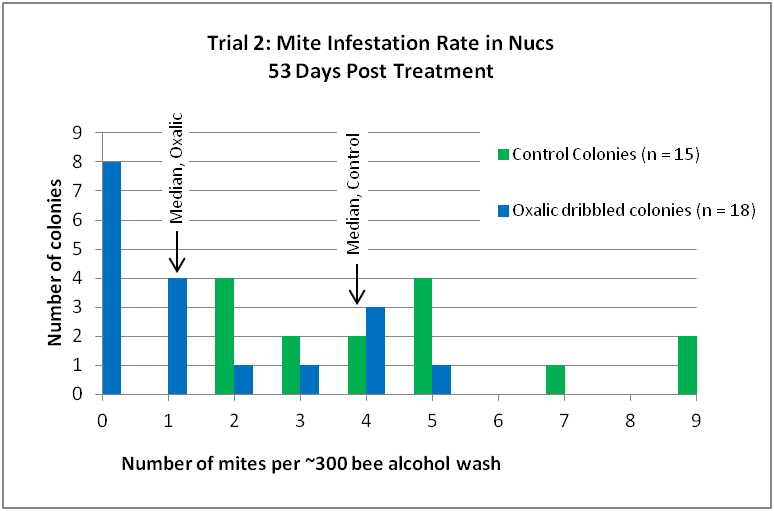 Trial 2: Mite Infestation Rate in Nucs
53 Days Post Treatment
Number of colonies
9
8
7
6
5
4
3
2
1
0
Median, Oxalic
Median, Control
Control Colonies (n = 15)
Oxalic dribbled colonies (n = 18)
0 1 2 3 4 5 6 7 8 9
Number of mites per ~300 bee alcohol wash